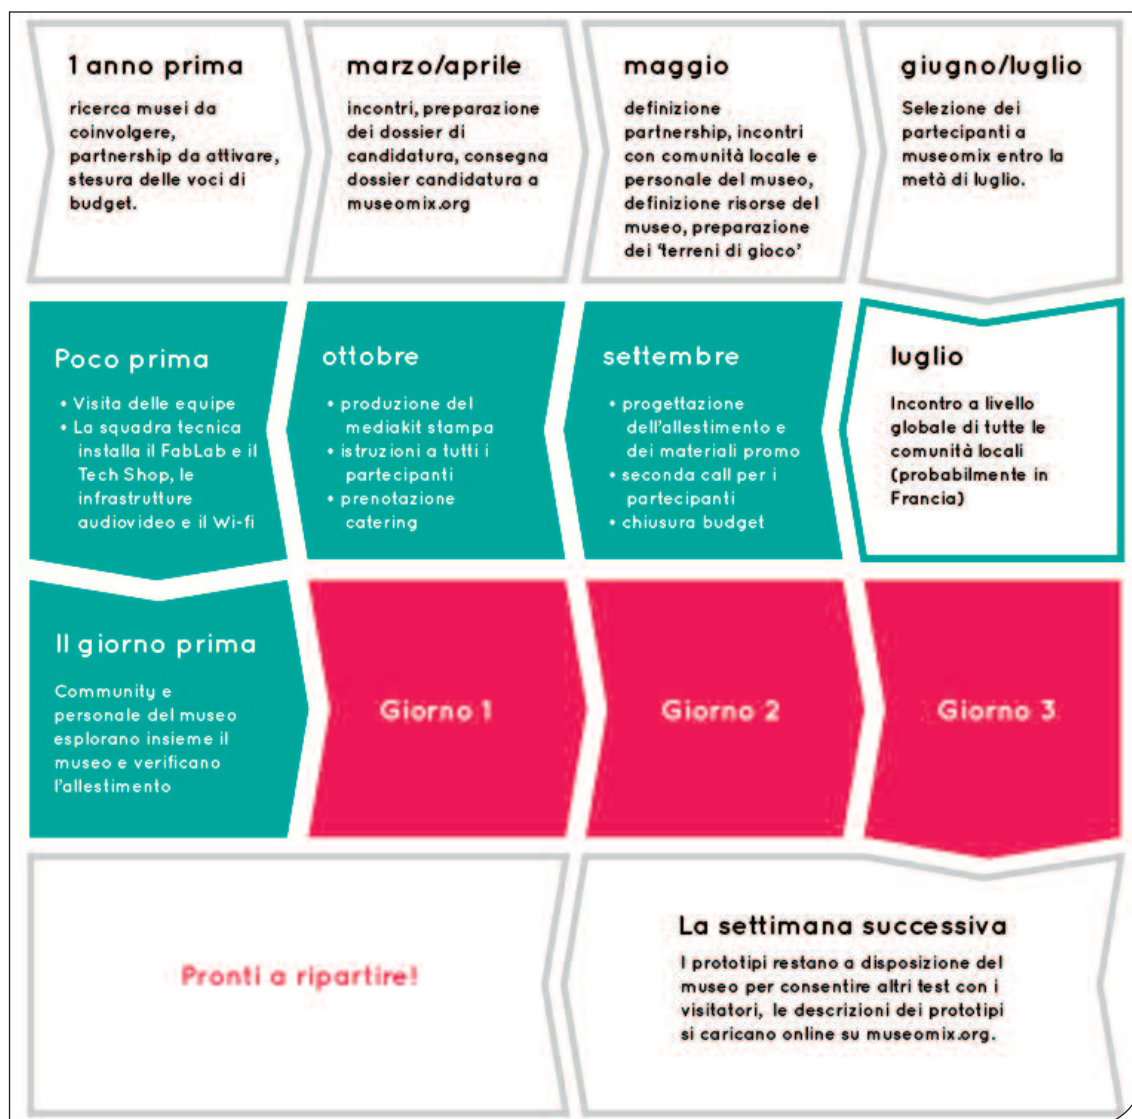 1 anno prima
ricerca musei da
coinvolgere,
partnership da attivare,
stesura delle voci di
budget.
marzo/aprile
incontri, preparazione
dei dossier di
candidatura, consegna
dossier candidatura a
museomix.org
maggio
definizione
partnership, incontri
con comunità locale e
personale del museo,
definizione risorse del
museo, preparazione
dei 'terreni di gioco'
giugno/luglio
Selezione dei
partecipanti a
museomix entro la
metà di luglio.
luglio
Incontro a livello
globale di tutte le
comunità locali
(probabilmente in
Francia)
settembre
• progettazione
dell'allestimento e
dei materiali promo
• seconda call per i
partecipanti
• chiusura budget
ottobre
• produzione del
mediakit stampa
• istruzioni a tutti i
partecipanti
• prenotazione
catering
Poco prima
• Visita delle equipe
• La squadra tecnica
installa il FabLab e il
Tech Shop, le
infrastrutture
audiovideo e il Wi-fi
Il giorno prima
Community e
personale del museo
esplorano insieme il
museo e verificano
l'allestimento
Giorno 1
Giorno 2
Giorno 3
La settimana successiva
I prototipi restano a disposizione del
museo per consentire altri test con i
visitatori, le descrizioni dei prototipi
si caricano online su museomix.org.
Pronti a ripartire!